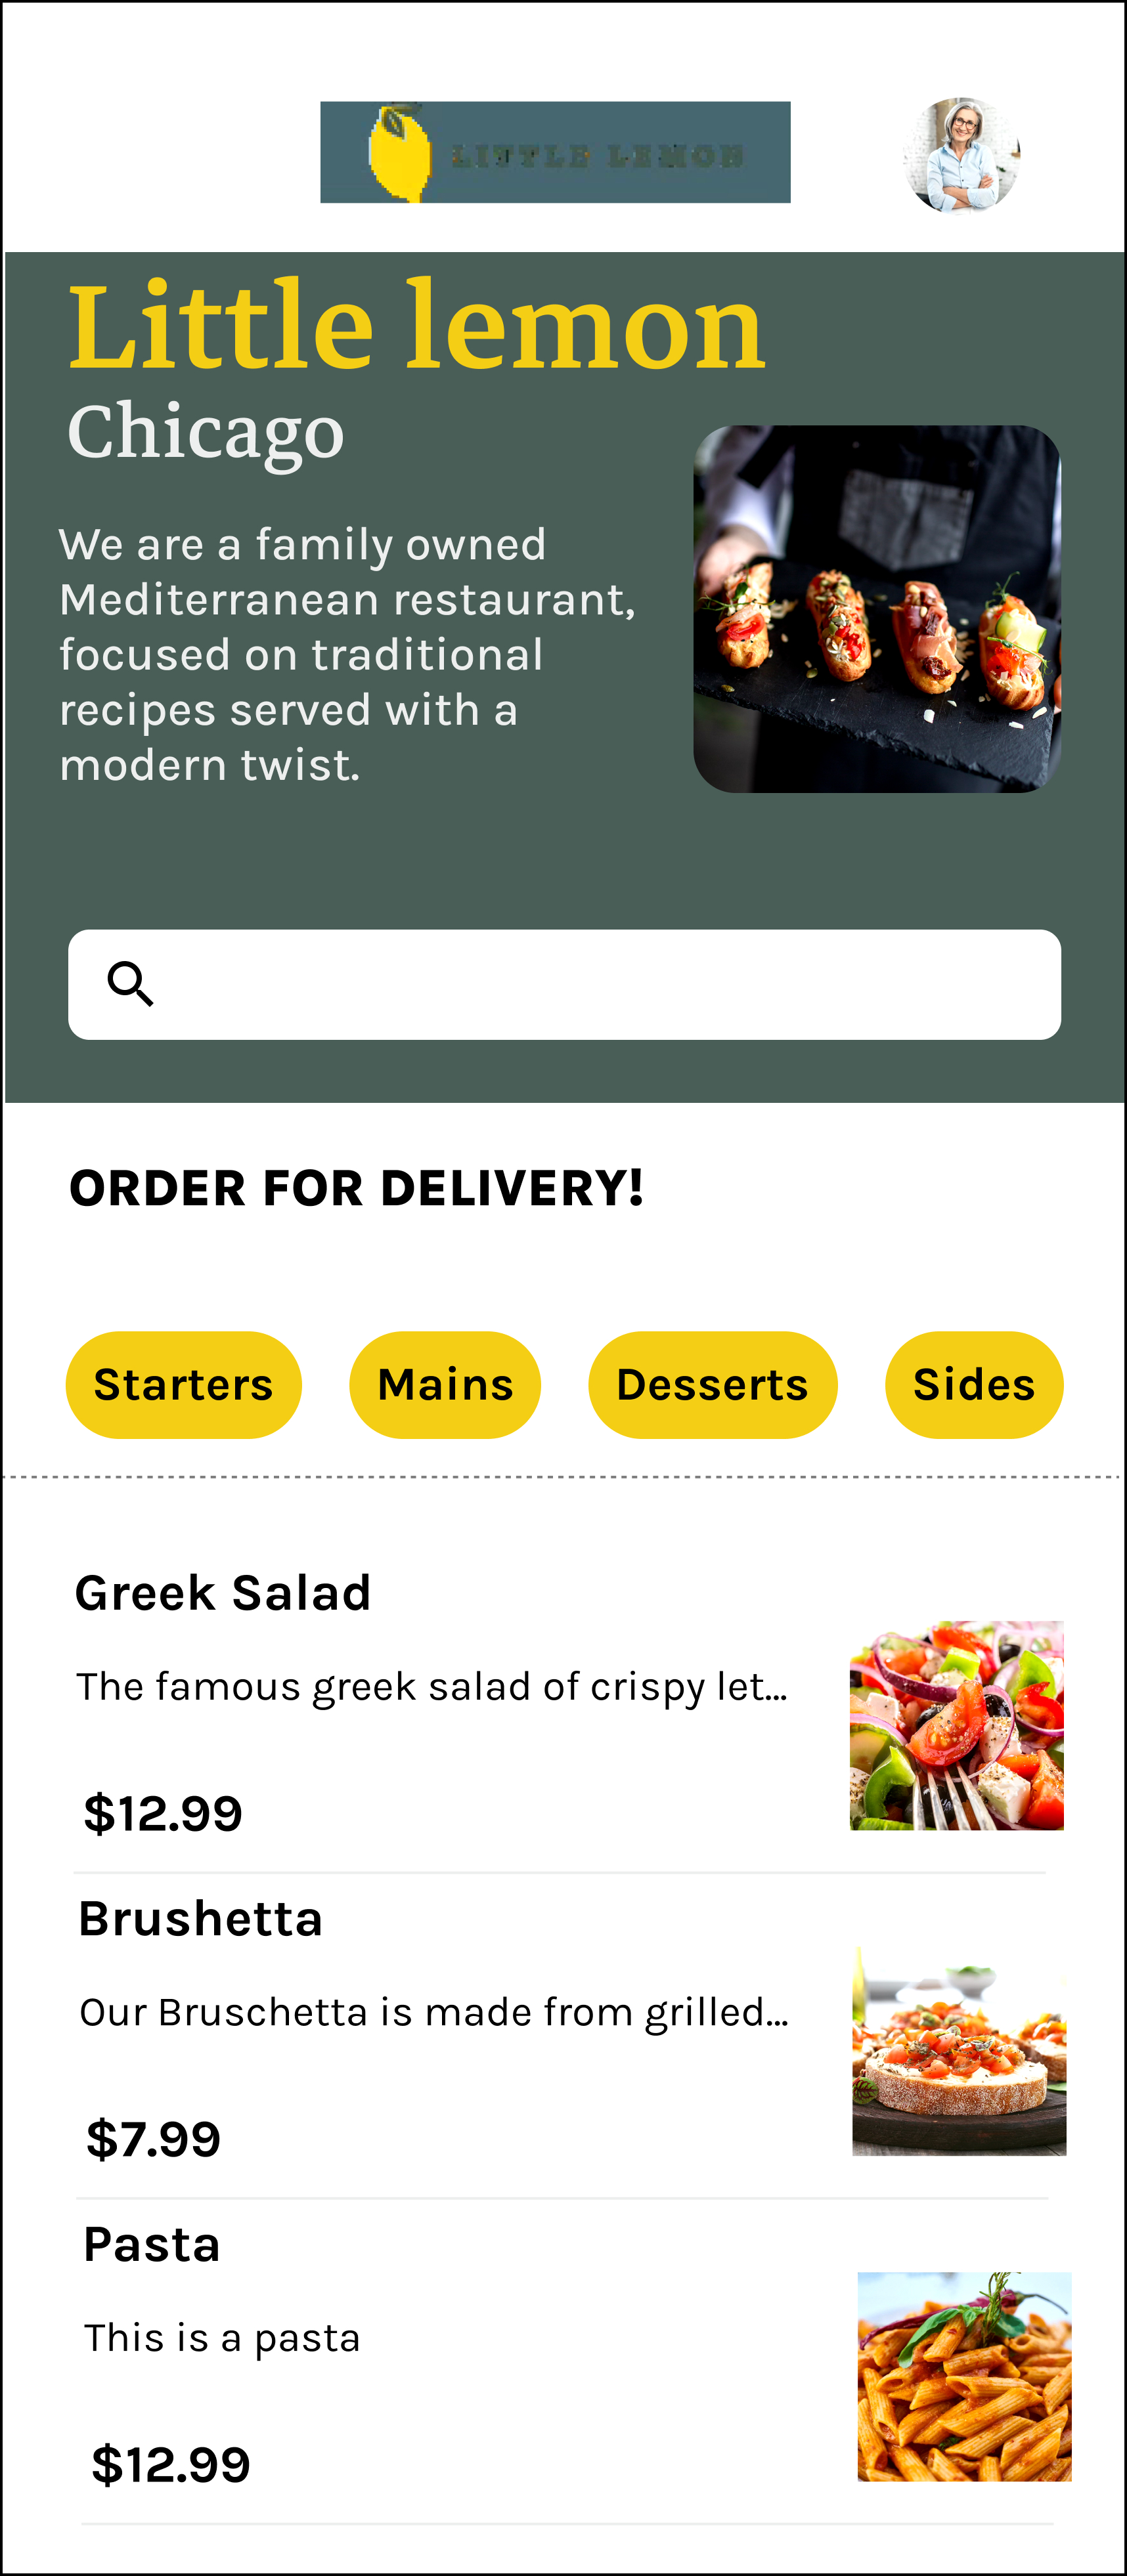 LITTLE LEMON
Little lemon
Chicago
We are a family owned
Mediterranean restaurant,
focused on traditional
recipes served with a
modern twist.
ORDER FOR DELIVERY!
Starters Mains Desserts Sides
Greek Salad
The famous greek salad of crispy let...
$12.99
Brushetta
Our Bruschetta is made from grilled...
$7.99
Pasta
This is a pasta
$12.99